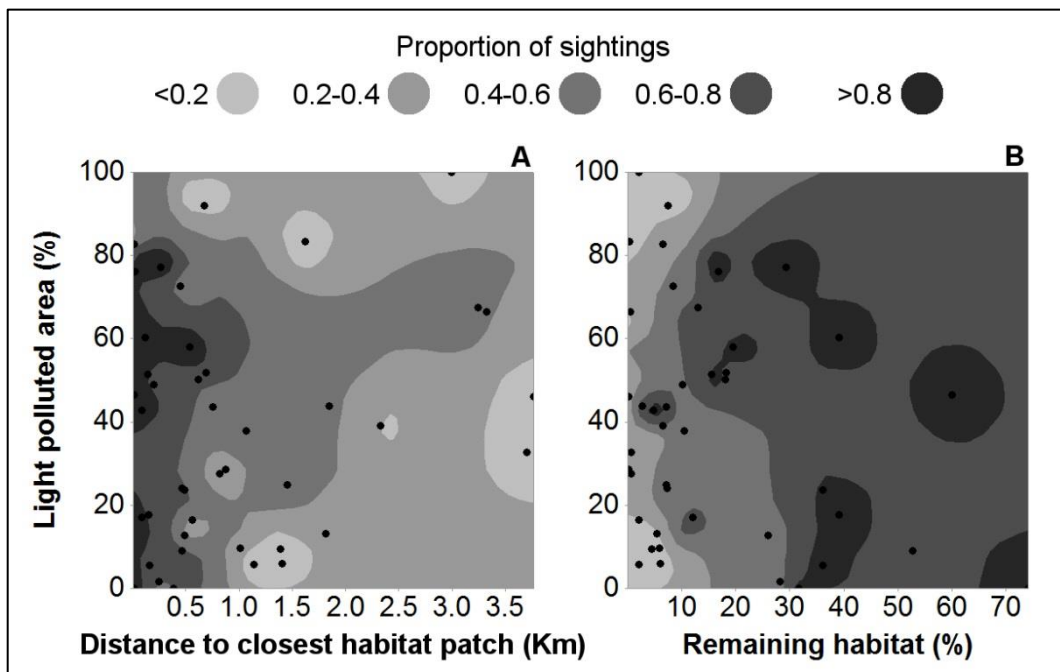 Proportion of sightings
<0.2 0.2-0.4 0.4-0.6 0.6-0.8 >0.8
A
B
Light polluted area (%)
100
80
60
40
20
0
0.5 1.0 1.5 2.0 2.5 3.0 3.5
Distance to closest habitat patch (Km)
100
80
60
40
20
0
10 20 30 40 50 60 70
Remaining habitat (%)